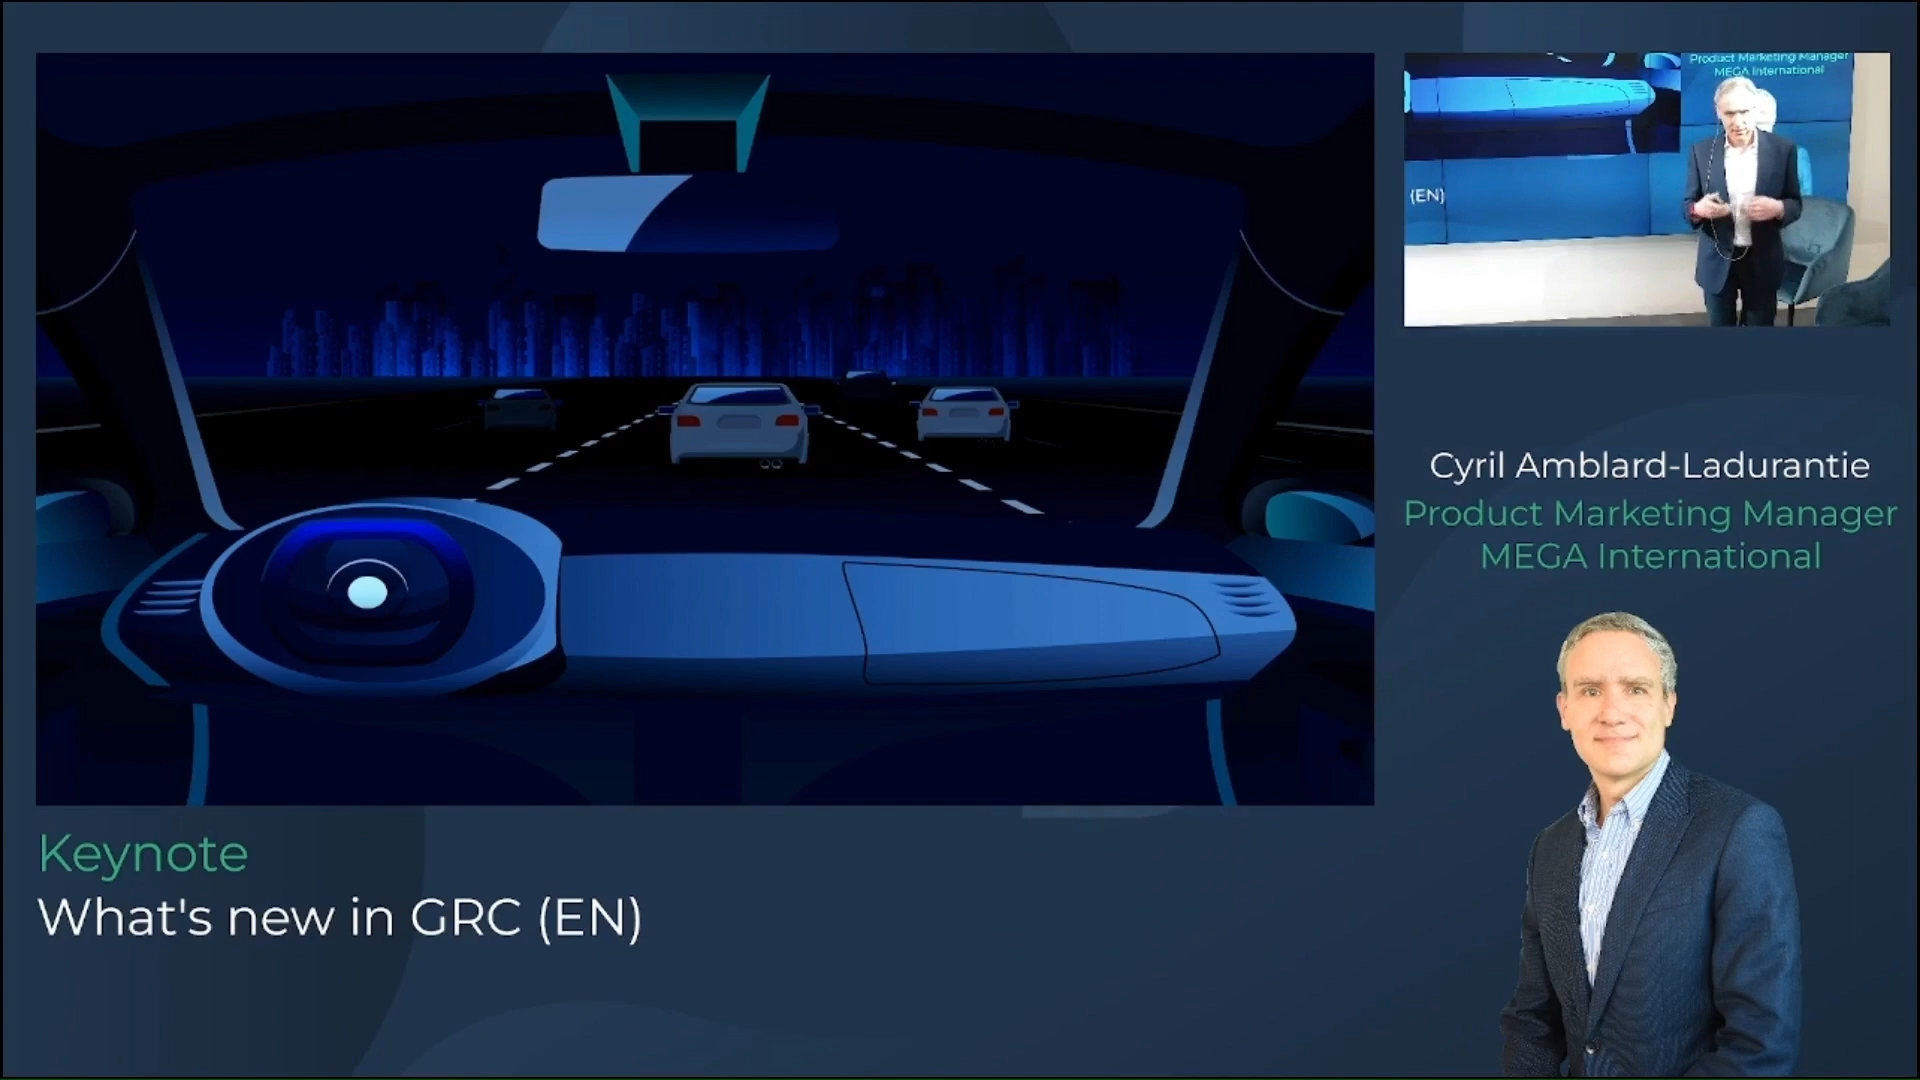 Product Marketing Manager
MEGA International
(EN)
Cyril Amblard-Ladurantie
Product Marketing Manager
MEGA International
Keynote
What's new in GRC (EN)